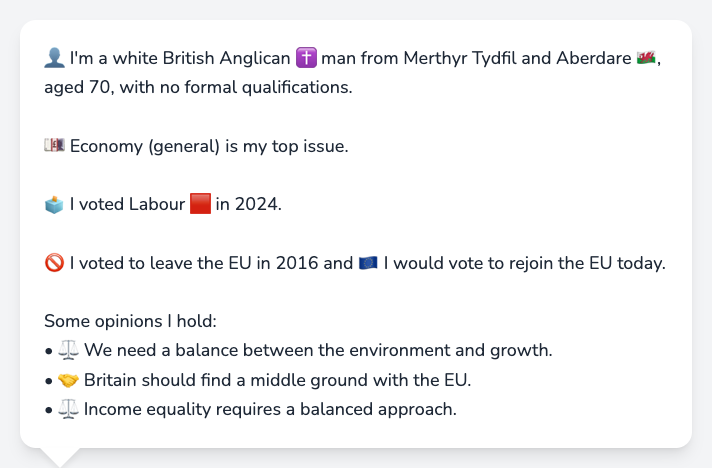 👤 I'm a white British Anglican ✝️ man from Merthyr Tydfil and Aberdare 🏴󠁧󠁢󠁷󠁬󠁳󠁿,
aged 70, with no formal qualifications.
💷 Economy (general) is my top issue.
🗳️ I voted Labour 🟥 in 2024.
🚫 I voted to leave the EU in 2016 and 🇪🇺 I would vote to rejoin the EU today.
Some opinions I hold:
• ⚖️ We need a balance between the environment and growth.
• 🤝 Britain should find a middle ground with the EU.
• ⚖️ Income equality requires a balanced approach.